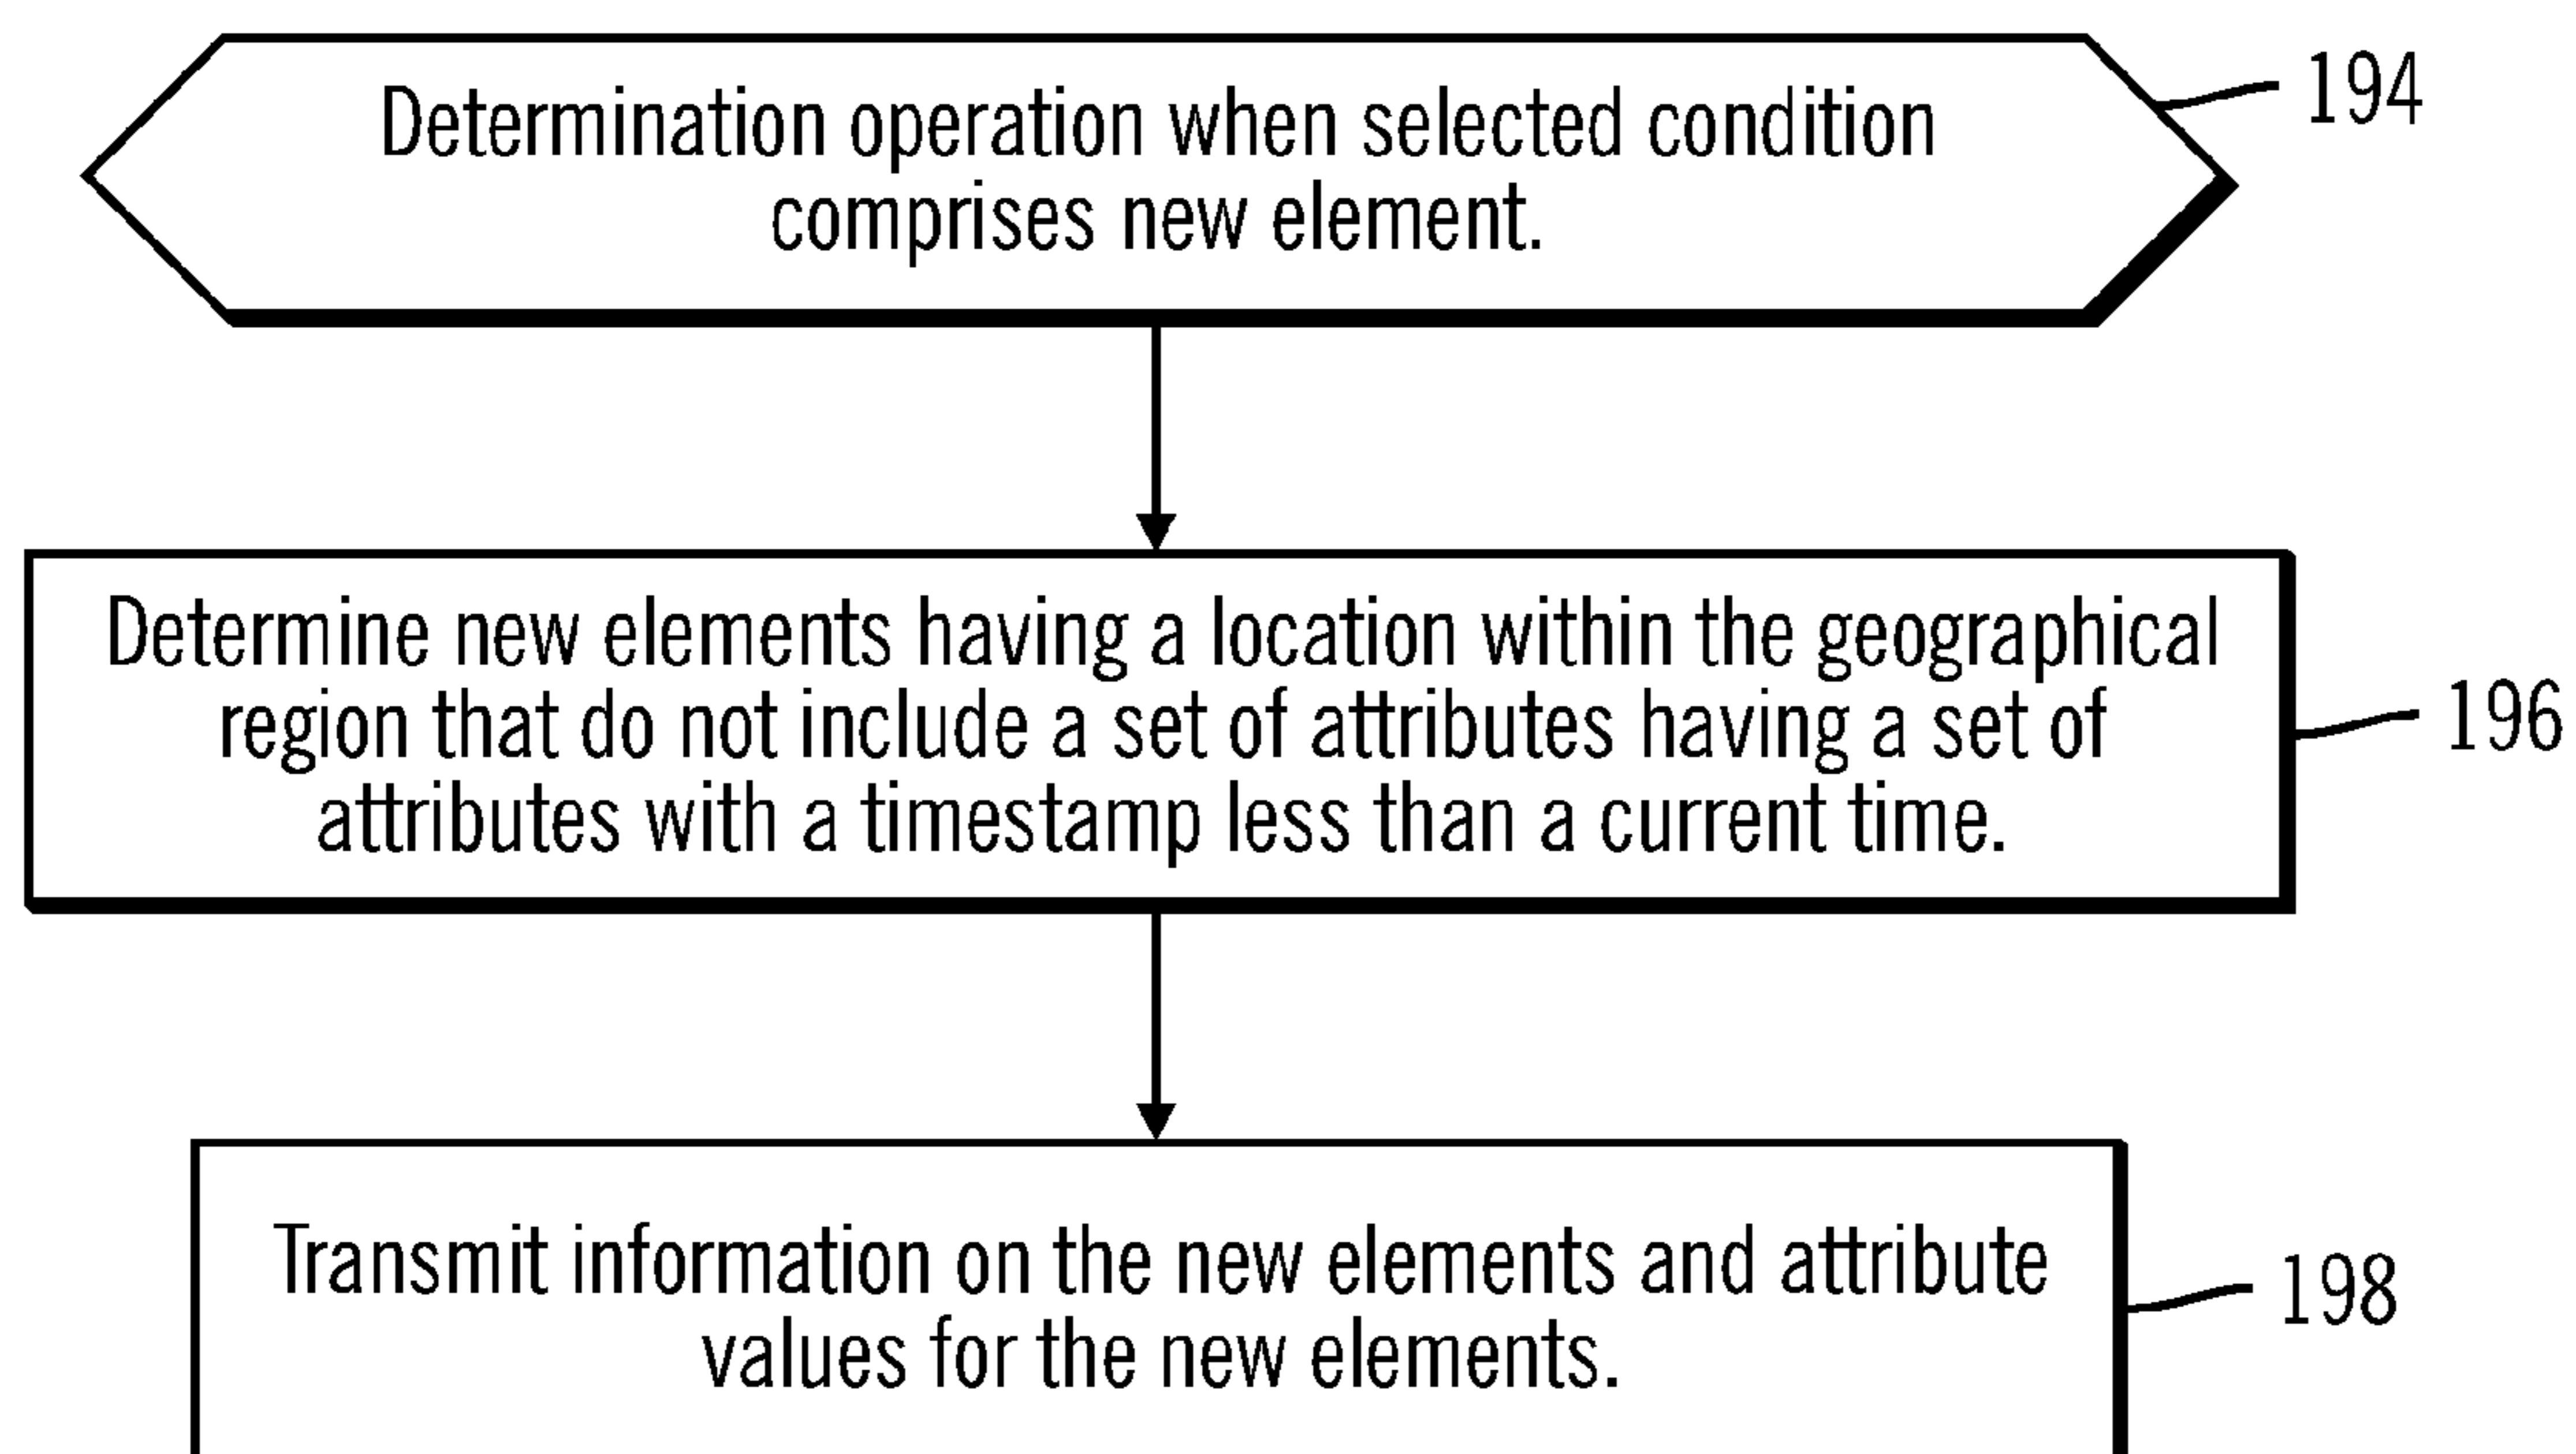 Determination operation when selected condition
comprises new element.
194
Determine new elements having a location within the geographical
region that do not include a set of attributes having a set of
attributes with a timestamp less than a current time.
196
Transmit information on the new elements and attribute
values for the new elements.
198